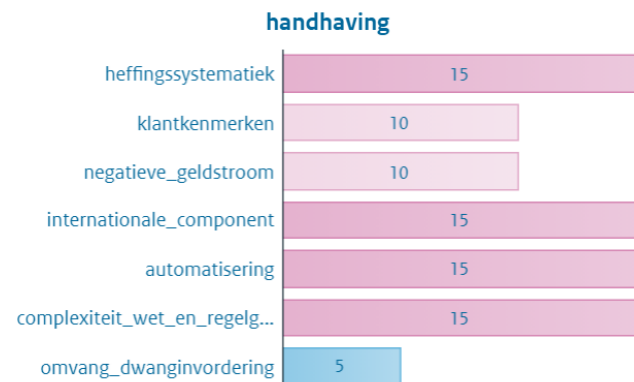 handhaving
heffingssystematiek 15
klantkenmerken 10
negatieve_geldstroom 10
internationale_component 15
automatisering 15
complexiteit_wet_en_regelg... 15
omvang_dwanginvordering 5